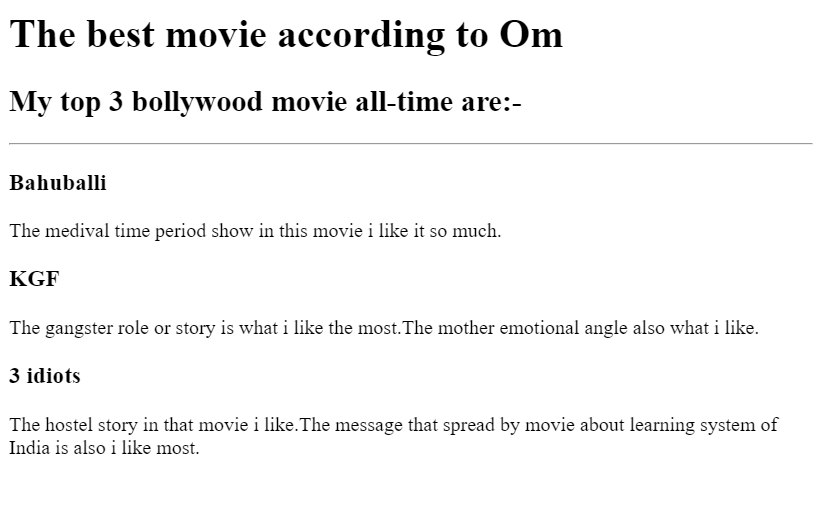 The best movie according to Om
My top 3 bollywood movie all-time are:-
Bahuballi
The medival time period show in this movie i like it so much.
KGF
The gangster role or story is what i like the most.The mother emotional angle also what i like.
3 idiots
The hostel story in that movie i like.The message that spread by movie about learning system of
India is also i like most.